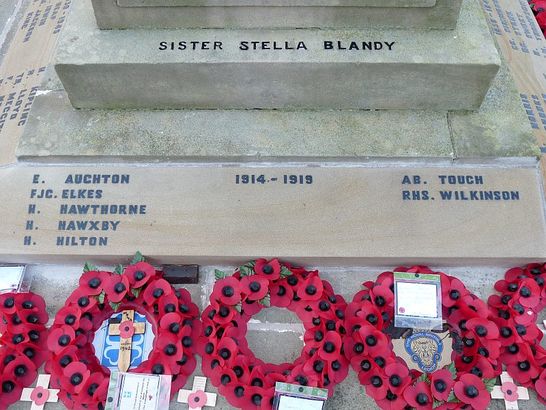 SISTER STELLA BLANDY
E. AUCHTON
FJC. ELKES
H. HAWTHORNE
H. HAWXBY
H. HILTON
1914 - 1919
AB. TOUCH
RHS. WILKINSON